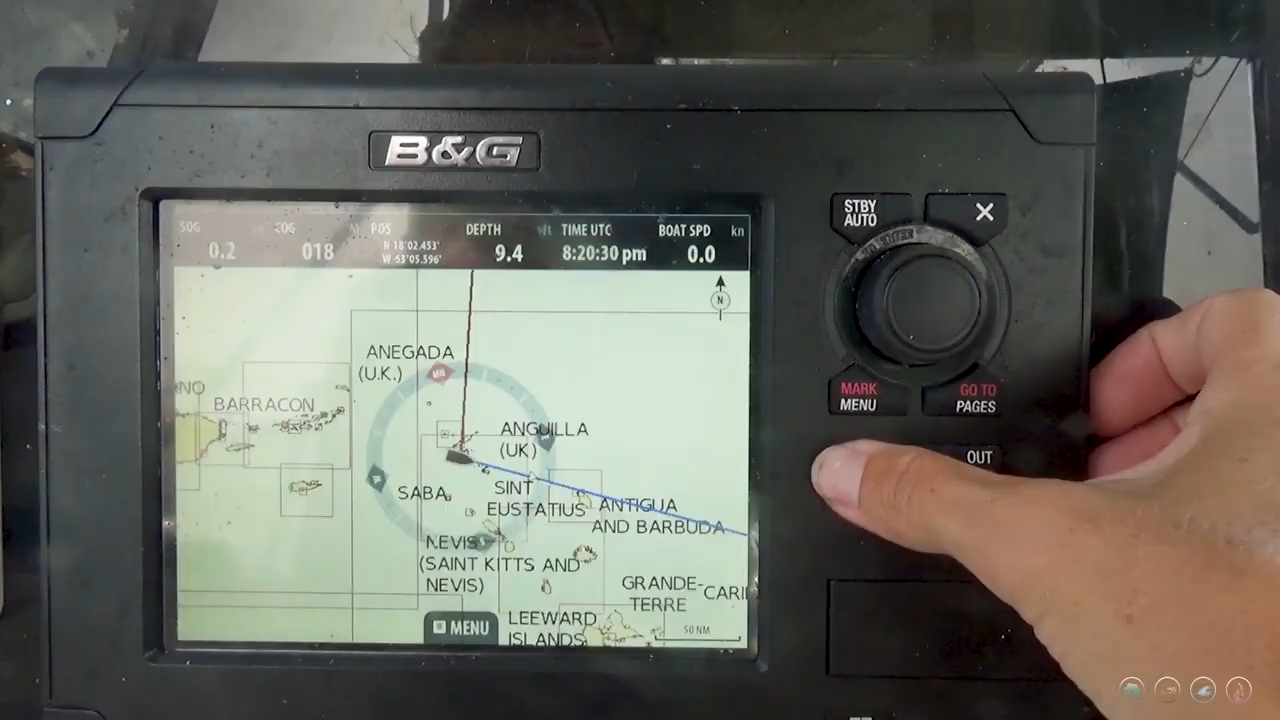 B&G
SOG COG POS DEPTH TIME UTC BOAT SPD kn
0.2 018 N 18°02.453' W 63°05.596' 9.4 8:20:30 pm 0.0
STBY
AUTO
X
N
ANEGADA
(U.K.)
BARRACON
ANGUILLA
(UK)
SABA
SINT
EUSTATIUS
ANTIGUA
AND BARBUDA
NEVIS
(SAINT KITTS AND
NEVIS)
GRANDE-
TERRE
CARI
LEEWARD
ISLANDS
50 NM
MENU
MARK
MENU
GO TO
PAGES
OUT